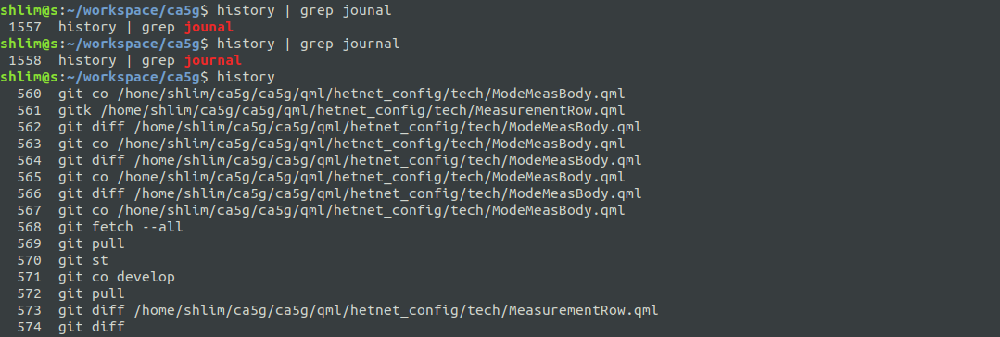 shlim@s:~/workspace/ca5g$ history | grep jounal
 1557  history | grep jounal
shlim@s:~/workspace/ca5g$ history | grep journal
 1558  history | grep journal
shlim@s:~/workspace/ca5g$ history
  560  git co /home/shlim/ca5g/ca5g/qml/hetnet_config/tech/ModeMeasBody.qml
  561  gitk /home/shlim/ca5g/ca5g/qml/hetnet_config/tech/MeasurementRow.qml
  562  git diff /home/shlim/ca5g/ca5g/qml/hetnet_config/tech/ModeMeasBody.qml
  563  git co /home/shlim/ca5g/ca5g/qml/hetnet_config/tech/ModeMeasBody.qml
  564  git diff /home/shlim/ca5g/ca5g/qml/hetnet_config/tech/ModeMeasBody.qml
  565  git co /home/shlim/ca5g/ca5g/qml/hetnet_config/tech/ModeMeasBody.qml
  566  git diff /home/shlim/ca5g/ca5g/qml/hetnet_config/tech/ModeMeasBody.qml
  567  git co /home/shlim/ca5g/ca5g/qml/hetnet_config/tech/ModeMeasBody.qml
  568  git fetch --all
  569  git pull
  570  git st
  571  git co develop
  572  git pull
  573  git diff /home/shlim/ca5g/ca5g/qml/hetnet_config/tech/MeasurementRow.qml
  574  git diff